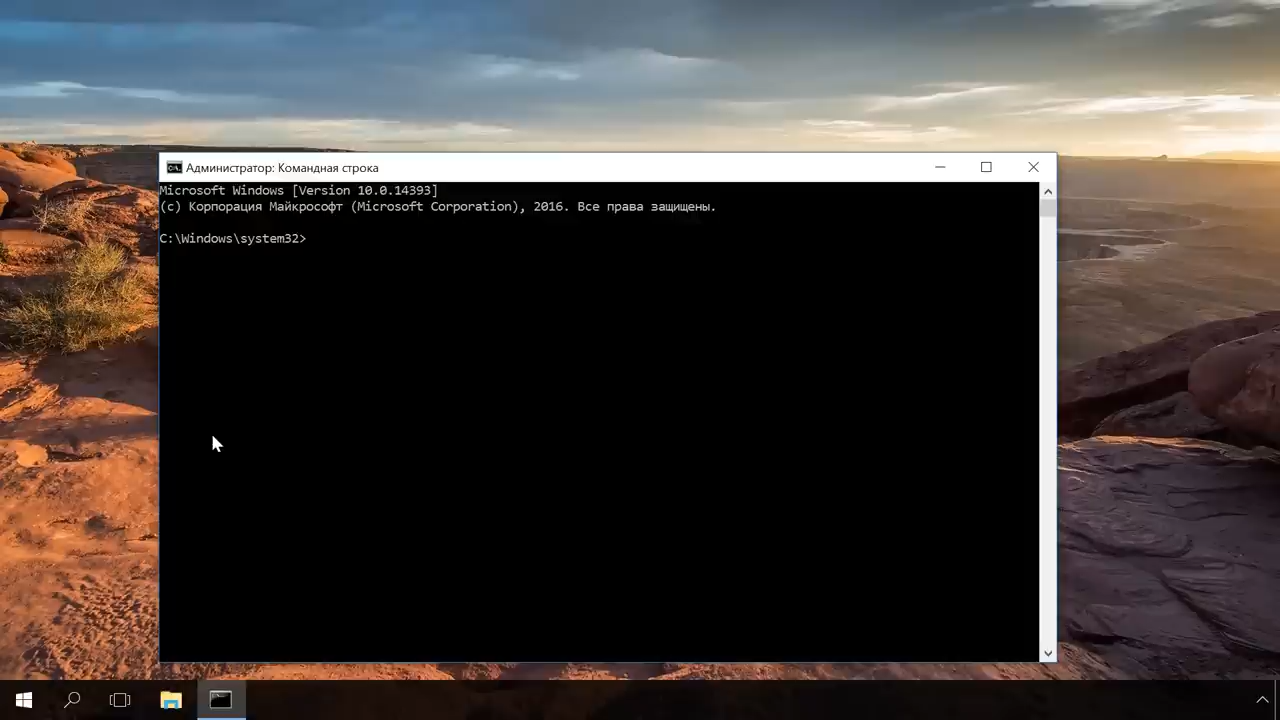 Администратор: Командная строка
Microsoft Windows [Version 10.0.14393]
(c) Корпорация Майкрософт (Microsoft Corporation), 2016. Все права защищены.
C:\Windows\system32>